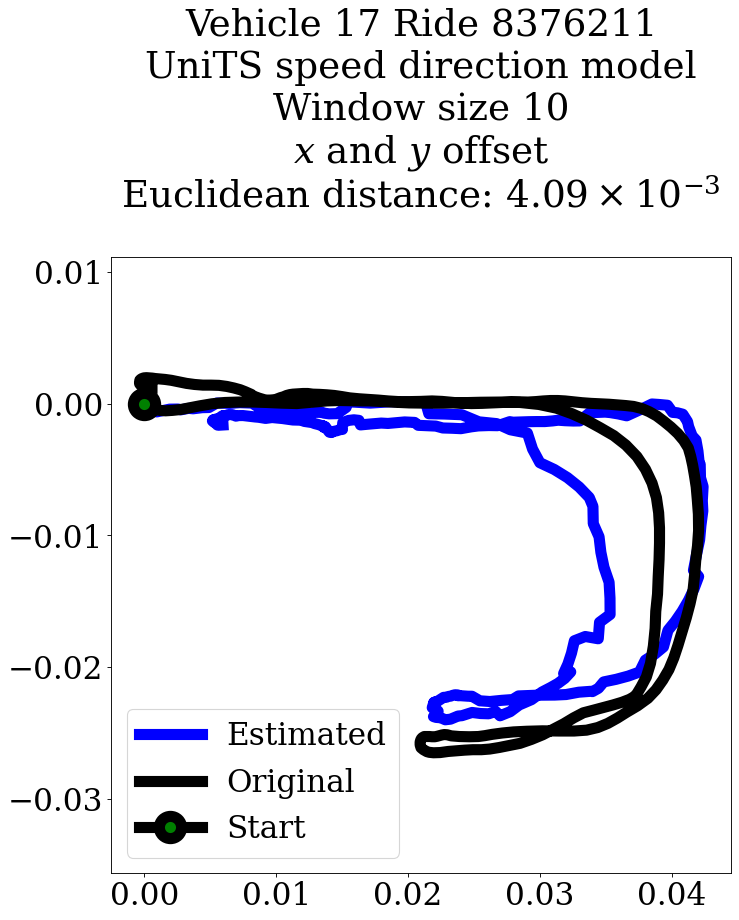 Vehicle 17 Ride 8376211
UniTS speed direction model
Window size 10
x and y offset
Euclidean distance: 4.09 × 10⁻³
0.01
0.00
−0.01
−0.02
−0.03
Estimated
Original
Start
0.00 0.01 0.02 0.03 0.04